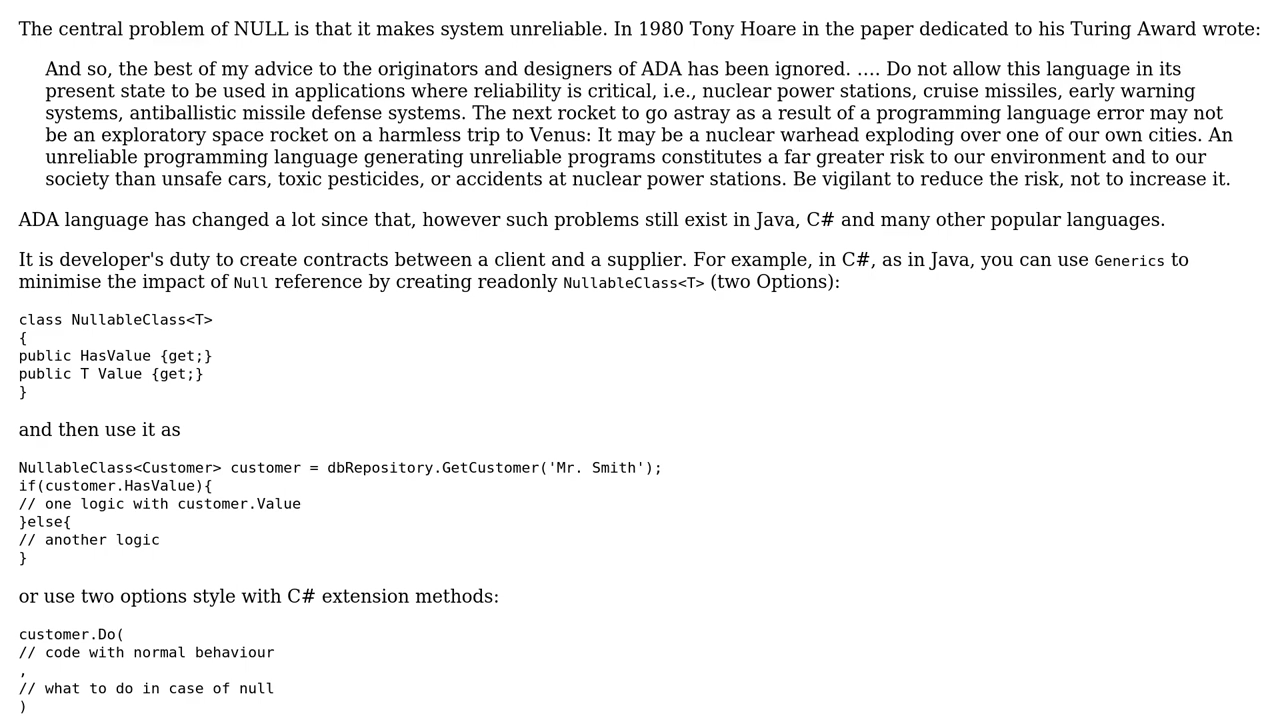 The central problem of NULL is that it makes system unreliable. In 1980 Tony Hoare in the paper dedicated to his Turing Award wrote:
And so, the best of my advice to the originators and designers of ADA has been ignored. …. Do not allow this language in its
present state to be used in applications where reliability is critical, i.e., nuclear power stations, cruise missiles, early warning
systems, antiballistic missile defense systems. The next rocket to go astray as a result of a programming language error may not
be an exploratory space rocket on a harmless trip to Venus: It may be a nuclear warhead exploding over one of our own cities. An
unreliable programming language generating unreliable programs constitutes a far greater risk to our environment and to our
society than unsafe cars, toxic pesticides, or accidents at nuclear power stations. Be vigilant to reduce the risk, not to increase it.
ADA language has changed a lot since that, however such problems still exist in Java, C# and many other popular languages.
It is developer's duty to create contracts between a client and a supplier. For example, in C#, as in Java, you can use Generics to
minimise the impact of Null reference by creating readonly NullableClass<T> (two Options):
class NullableClass<T>
{
public HasValue {get;}
public T Value {get;}
}
and then use it as
NullableClass<Customer> customer = dbRepository.GetCustomer('Mr. Smith');
if(customer.HasValue){
// one logic with customer.Value
}else{
// another logic
}
or use two options style with C# extension methods:
customer.Do(
// code with normal behaviour
,
// what to do in case of null
)